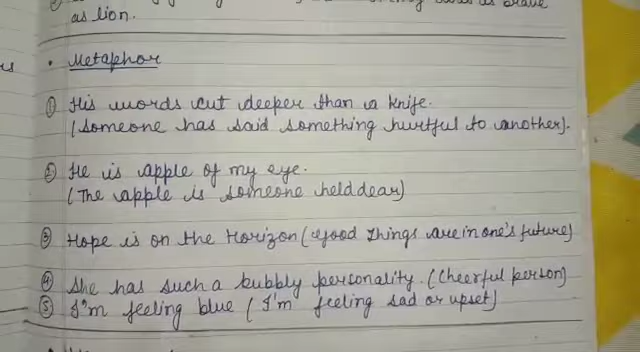 as brave
as lion.
• Metaphor
① His words cut deeper than a knife.
(Someone has said something hurtful to another).
② He is apple of my eye.
(The apple is someone held dear)
③ Hope is on the Horizon (Good things are in one's future)
④ She has such a bubbly personality. (Cheerful person)
⑤ I'm feeling blue (I'm feeling sad or upset)